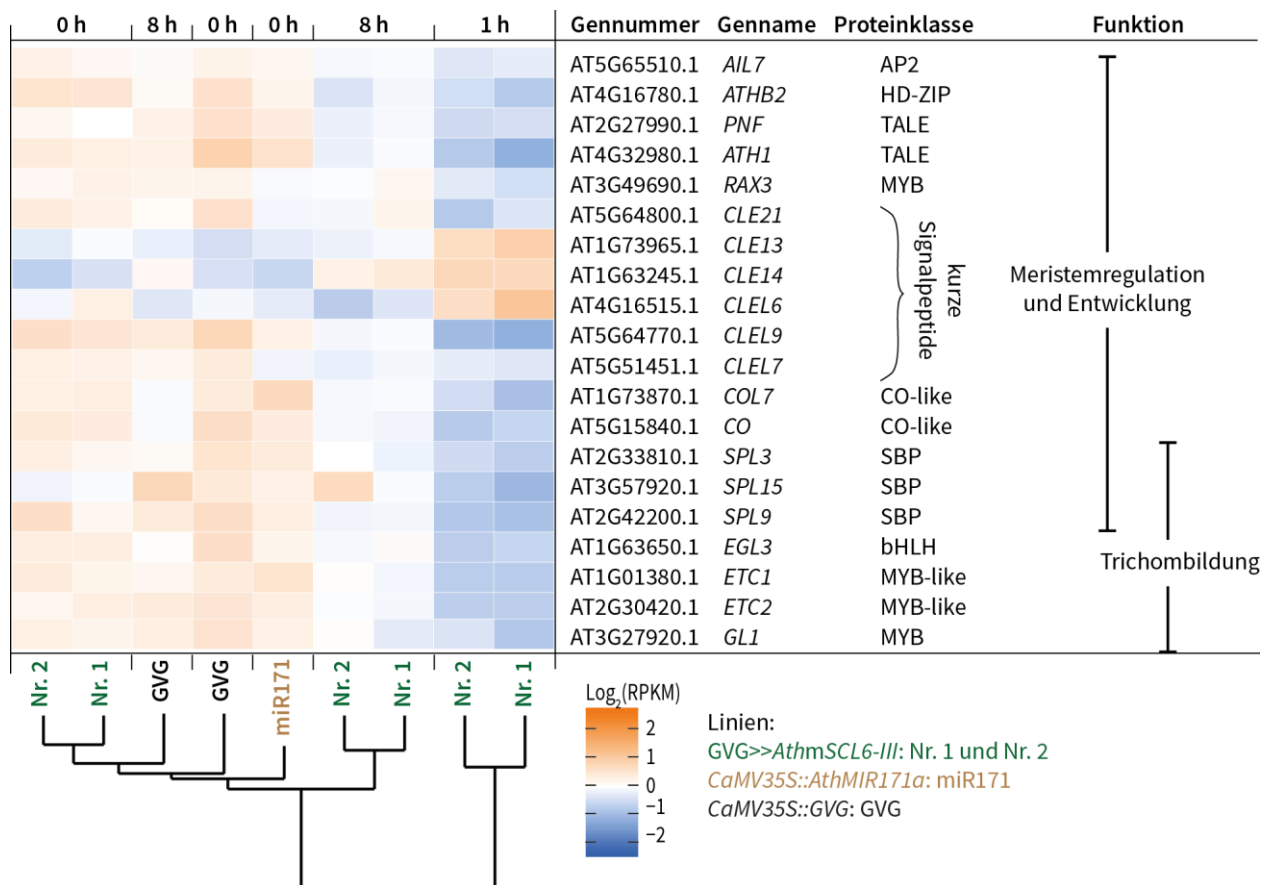 0 h 8 h 0 h 0 h 8 h 1 h Gennummer Genname Proteinklasse Funktion
AT5G65510.1 AIL7 AP2
AT4G16780.1 ATHB2 HD-ZIP
AT2G27990.1 PNF TALE
AT4G32980.1 ATH1 TALE
AT3G49690.1 RAX3 MYB
AT5G64800.1 CLE21
AT1G73965.1 CLE13
AT1G63245.1 CLE14
AT4G16515.1 CLEL6
AT5G64770.1 CLEL9
AT5G51451.1 CLEL7
kurze
Signalpeptide
Meristemregulation
und Entwicklung
AT1G73870.1 COL7 CO-like
AT5G15840.1 CO CO-like
AT2G33810.1 SPL3 SBP
AT3G57920.1 SPL15 SBP
AT2G42200.1 SPL9 SBP
AT1G63650.1 EGL3 bHLH
Trichombildung
AT1G01380.1 ETC1 MYB-like
AT2G30420.1 ETC2 MYB-like
AT3G27920.1 GL1 MYB
Nr. 2 Nr. 1 GVG GVG miR171 Nr. 2 Nr. 1 Nr. 2 Nr. 1
Log2(RPKM)
2
1
0
−1
−2
Linien:
GVG>>AthmSCL6-III: Nr. 1 und Nr. 2
CaMV35S::AthMIR171a: miR171
CaMV35S::GVG: GVG